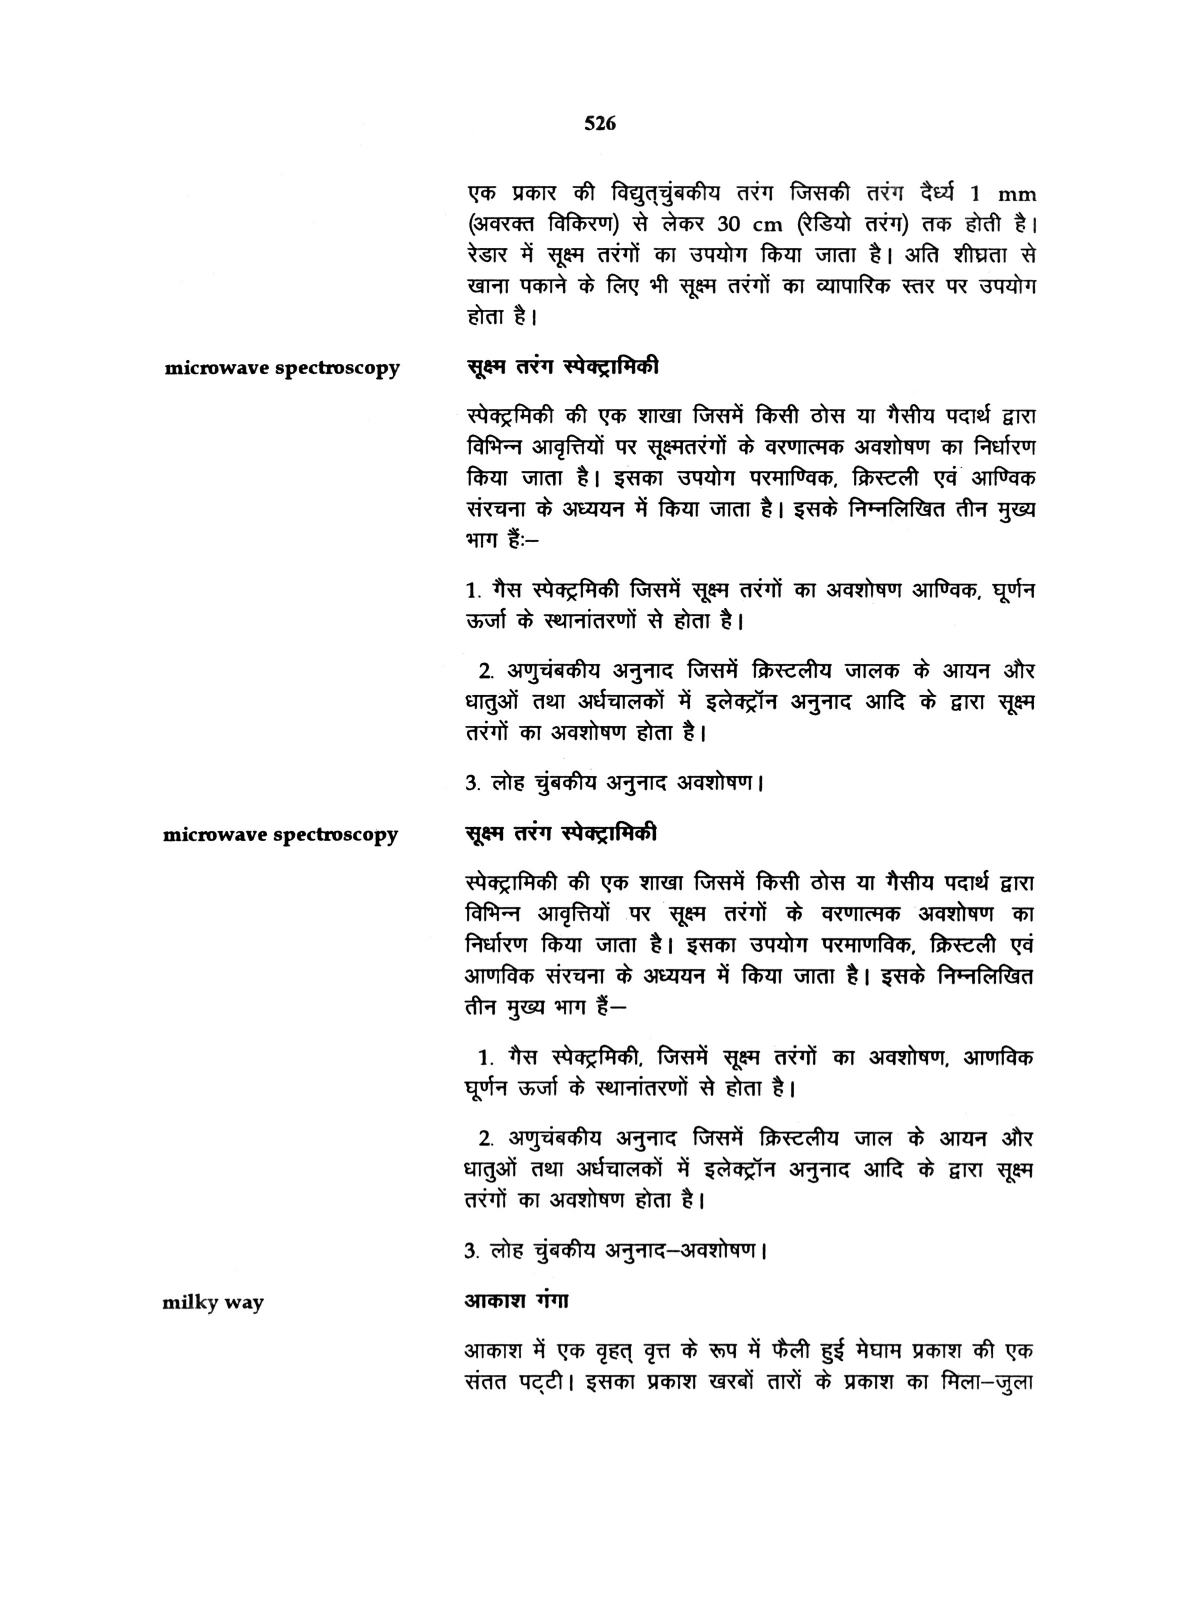 526
एक प्रकार की विद्युत्चुंबकीय तरंग जिसकी तरंग दैर्ध्य 1 mm
(अवरक्त विकिरण) से लेकर 30 cm (रेडियो तरंग) तक होती है।
रेडार में सूक्ष्म तरंगों का उपयोग किया जाता है। अति शीघ्रता से
खाना पकाने के लिए भी सूक्ष्म तरंगों का व्यापारिक स्तर पर उपयोग
होता है।
microwave spectroscopy सूक्ष्म तरंग स्पेक्ट्रामिकी
स्पेक्ट्रमिकी की एक शाखा जिसमें किसी ठोस या गैसीय पदार्थ द्वारा
विभिन्न आवृत्तियों पर सूक्ष्मतरंगों के वरणात्मक अवशोषण का निर्धारण
किया जाता है। इसका उपयोग परमाण्विक, क्रिस्टली एवं आण्विक
संरचना के अध्ययन में किया जाता है। इसके निम्नलिखित तीन मुख्य
भाग हैंः–
1. गैस स्पेक्ट्रमिकी जिसमें सूक्ष्म तरंगों का अवशोषण आण्विक, घूर्णन
ऊर्जा के स्थानांतरणों से होता है।
2. अणुचंबकीय अनुनाद जिसमें क्रिस्टलीय जालक के आयन और
धातुओं तथा अर्धचालकों में इलेक्ट्रॉन अनुनाद आदि के द्वारा सूक्ष्म
तरंगों का अवशोषण होता है।
3. लोह चुंबकीय अनुनाद अवशोषण।
microwave spectroscopy सूक्ष्म तरंग स्पेक्ट्रामिकी
स्पेक्ट्रामिकी की एक शाखा जिसमें किसी ठोस या गैसीय पदार्थ द्वारा
विभिन्न आवृत्तियों पर सूक्ष्म तरंगों के वरणात्मक अवशोषण का
निर्धारण किया जाता है। इसका उपयोग परमाणविक, क्रिस्टली एवं
आणविक संरचना के अध्ययन में किया जाता है। इसके निम्नलिखित
तीन मुख्य भाग हैं–
1. गैस स्पेक्ट्रमिकी, जिसमें सूक्ष्म तरंगों का अवशोषण, आणविक
घूर्णन ऊर्जा के स्थानांतरणों से होता है।
2. अणुचंबकीय अनुनाद जिसमें क्रिस्टलीय जाल के आयन और
धातुओं तथा अर्धचालकों में इलेक्ट्रॉन अनुनाद आदि के द्वारा सूक्ष्म
तरंगों का अवशोषण होता है।
3. लोह चुंबकीय अनुनाद–अवशोषण।
milky way आकाश गंगा
आकाश में एक वृहत् वृत्त के रूप में फैली हुई मेघाम प्रकाश की एक
संतत पट्टी। इसका प्रकाश खरबों तारों के प्रकाश का मिला–जुला